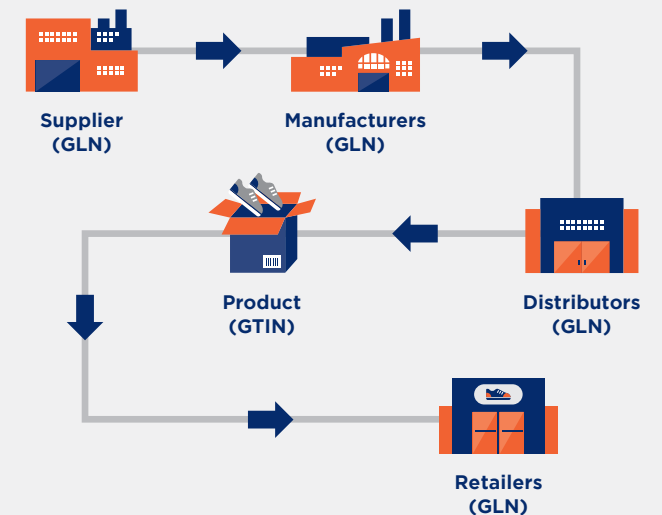 Supplier
(GLN)
Manufacturers
(GLN)
Product
(GTIN)
Distributors
(GLN)
Retailers
(GLN)